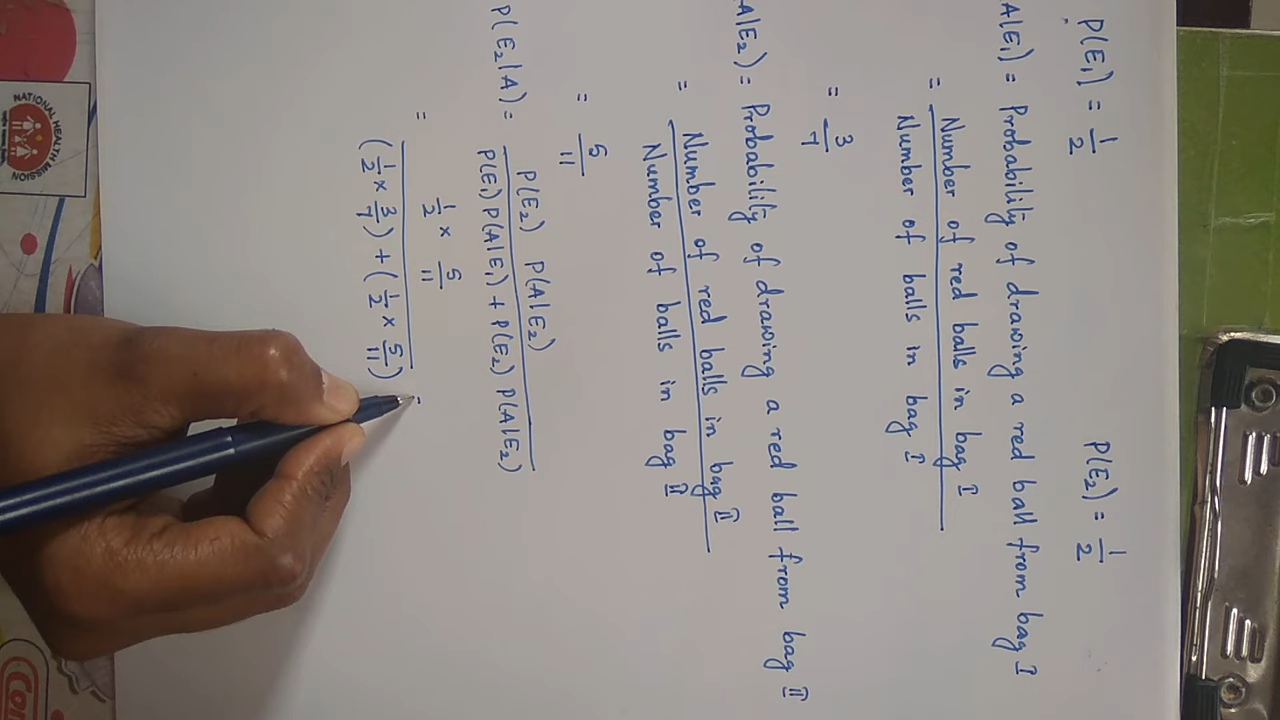 P(E₁) = 1/2 P(E₂) = 1/2
A|E₁) = Probability of drawing a red ball from bag I
= Number of red balls in bag I
Number of balls in bag I
= 3/7
A|E₂) = Probability of drawing a red ball from bag II
= Number of red balls in bag II
Number of balls in bag II
= 5/11
P(E₂|A) = P(E₂) P(A|E₂)
P(E₁) P(A|E₁) + P(E₂) P(A|E₂)
= 1/2 × 5/11
(1/2 × 3/7) + (1/2 × 5/11)
NATIONAL HEALTH MISSION